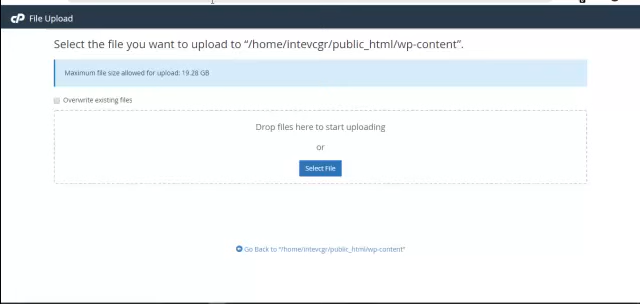 cP File Upload
Select the file you want to upload to “/home/intevcgr/public_html/wp-content”.
Maximum file size allowed for upload: 19.28 GB
Overwrite existing files
Drop files here to start uploading
or
Select File
Go Back to “/home/intevcgr/public_html/wp-content”